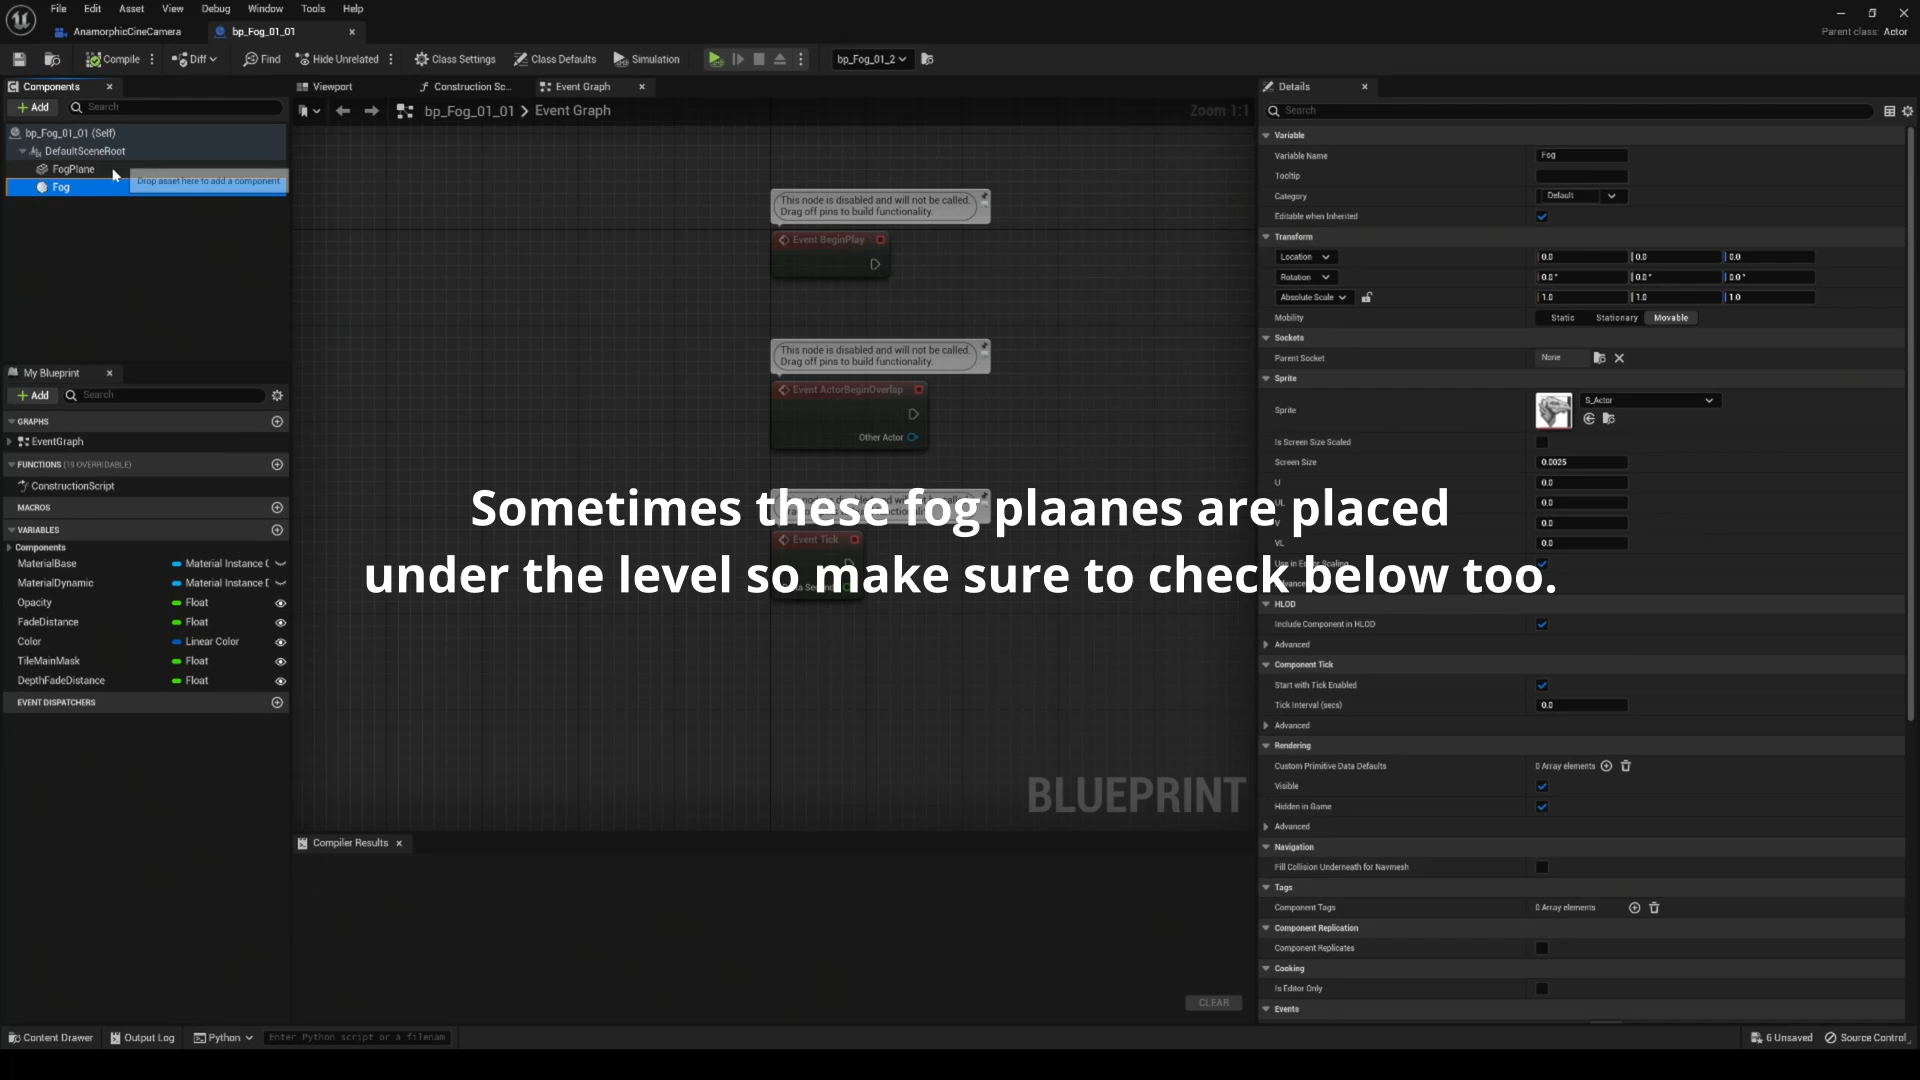 File Edit Asset View Debug Window Tools Help
AnamorphicCineCamera
bp_Fog_01_01
Parent class: Actor
Compile
Diff
Find
Hide Unrelated
Class Settings
Class Defaults
Simulation
bp_Fog_01_2
Components
Add
Search
bp_Fog_01_01 (Self)
DefaultSceneRoot
FogPlane
Drop asset here to add a component.
Fog
My Blueprint
Add
Search
GRAPHS
EventGraph
FUNCTIONS (19 OVERRIDABLE)
ConstructionScript
MACROS
VARIABLES
Components
MaterialBase Material Instance
MaterialDynamic Material Instance
Opacity Float
FadeDistance Float
Color Linear Color
TileMainMask Float
DepthFadeDistance Float
EVENT DISPATCHERS
Viewport
Construction Sc...
Event Graph
bp_Fog_01_01 > Event Graph
Zoom 1:1
This node is disabled and will not be called.
Drag off pins to build functionality.
Event BeginPlay
This node is disabled and will not be called.
Drag off pins to build functionality.
Event ActorBeginOverlap
Other Actor
Event Tick
Sometimes these fog plaanes are placed
under the level so make sure to check below too.
BLUEPRINT
Compiler Results
CLEAR
Details
Search
Variable
Variable Name Fog
Tooltip
Category Default
Editable when Inherited
Transform
Location 0.0 0.0 0.0
Rotation 0.0° 0.0° 0.0°
Absolute Scale 1.0 1.0 1.0
Mobility Static Stationary Movable
Sockets
Parent Socket None
Sprite
Sprite S_Actor
Is Screen Size Scaled
Screen Size 0.0025
U 0.0
UL 0.0
V 0.0
VL 0.0
HLOD
Include Component in HLOD
Advanced
Component Tick
Start with Tick Enabled
Tick Interval (secs) 0.0
Advanced
Rendering
Custom Primitive Data Defaults 0 Array elements
Visible
Hidden in Game
Advanced
Navigation
Fill Collision Underneath for Navmesh
Tags
Component Tags 0 Array elements
Component Replication
Component Replicates
Cooking
Is Editor Only
Events
Content Drawer
Output Log
Python
Enter Python script or a filenam
6 Unsaved
Source Control